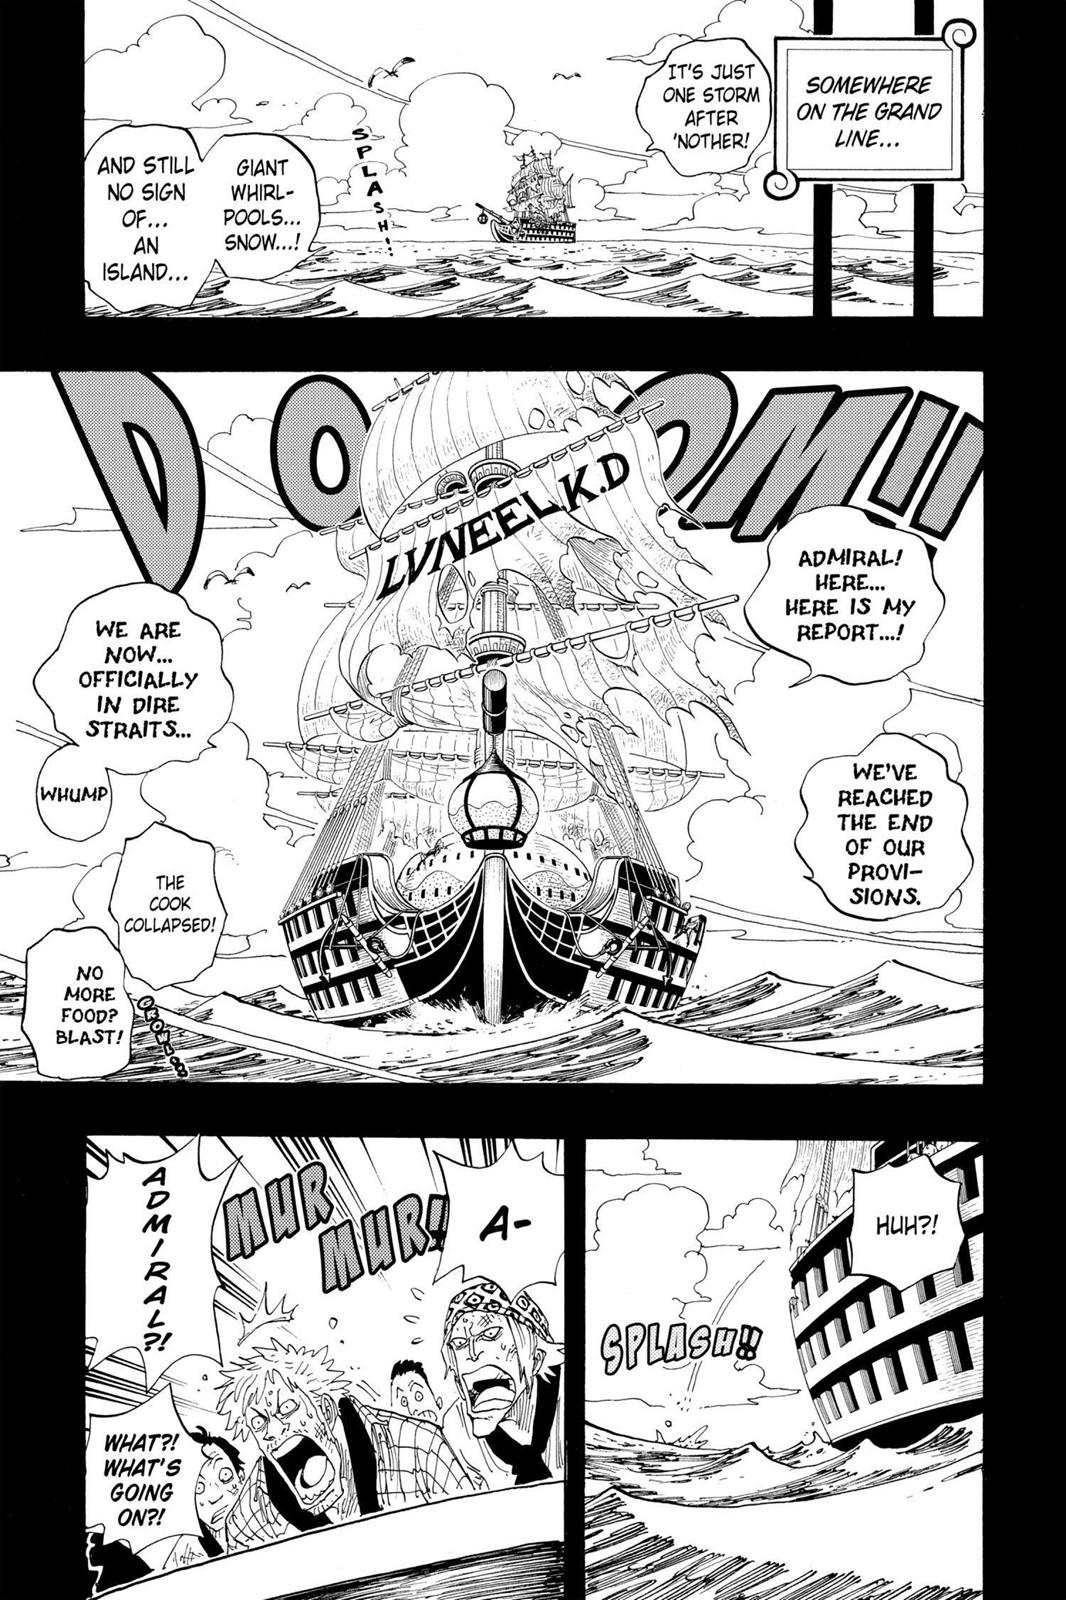 SOMEWHERE
ON THE GRAND
LINE...
IT'S JUST
ONE STORM
AFTER
'NOTHER!
SPLASH!
GIANT
WHIRL-
POOLS...
SNOW...!
AND STILL
NO SIGN
OF...
AN
ISLAND...
DOOOM!!
LVNEEL K.D
ADMIRAL!
HERE...
HERE IS MY
REPORT...!
WE'VE
REACHED
THE END
OF OUR
PROVI-
SIONS.
WE ARE
NOW...
OFFICIALLY
IN DIRE
STRAITS...
WHUMP
THE
COOK
COLLAPSED!
NO
MORE
FOOD?
BLAST!
GROWL...
HUH?!
SPLASH!!
A-
MUR
MUR!
ADMIRAL?!
WHAT?!
WHAT'S
GOING
ON?!